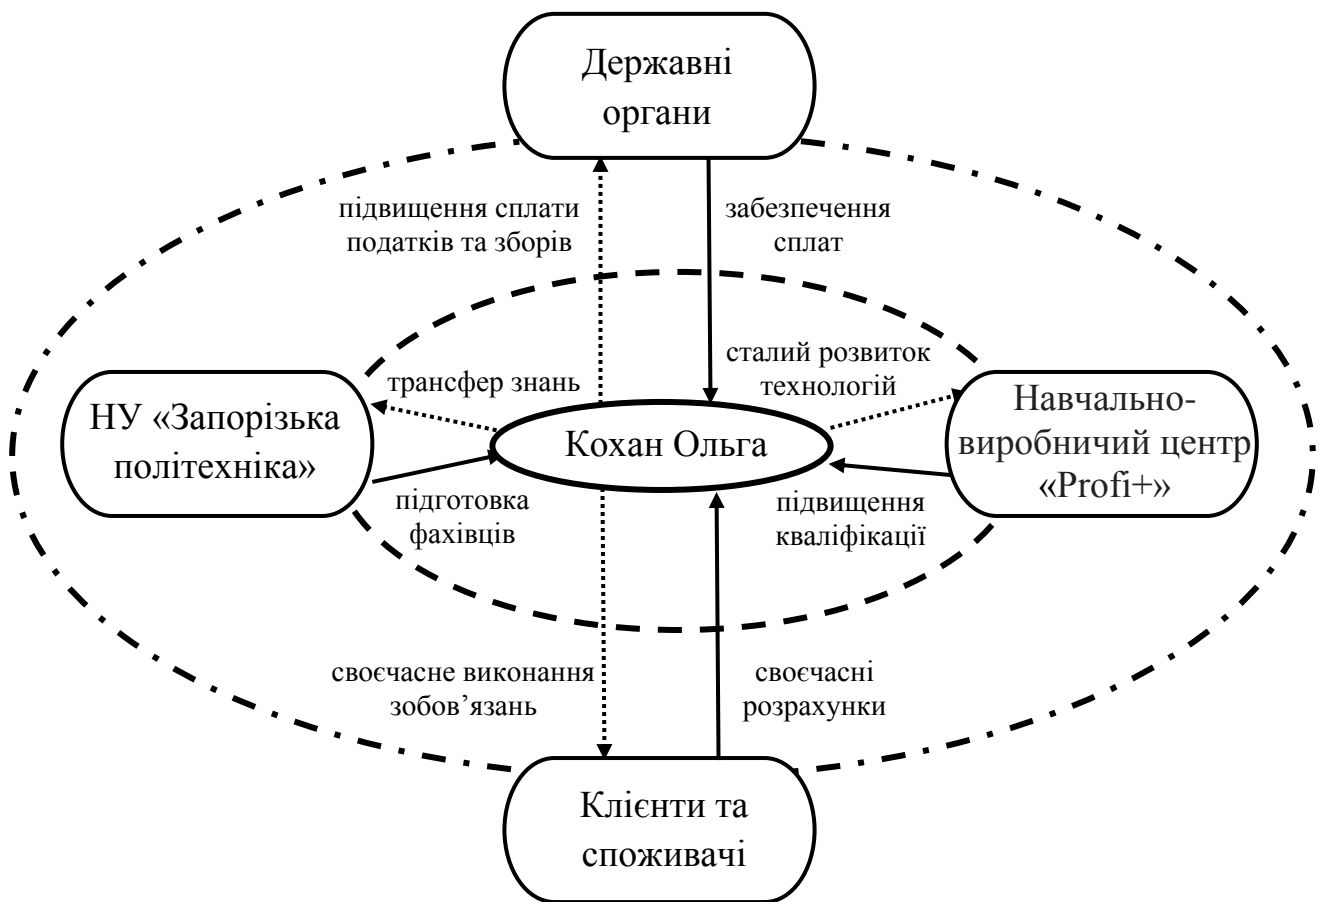 Державні
органи
підвищення сплати
податків та зборів
забезпечення
сплат
трансфер знань
сталий розвиток
технологій
НУ «Запорізька
політехніка»
Кохан Ольга
Навчально-
виробничий центр
«Profi+»
підготовка
фахівців
підвищення
кваліфікації
своєчасне виконання
зобов’язань
своєчасні
розрахунки
Клієнти та
споживачі